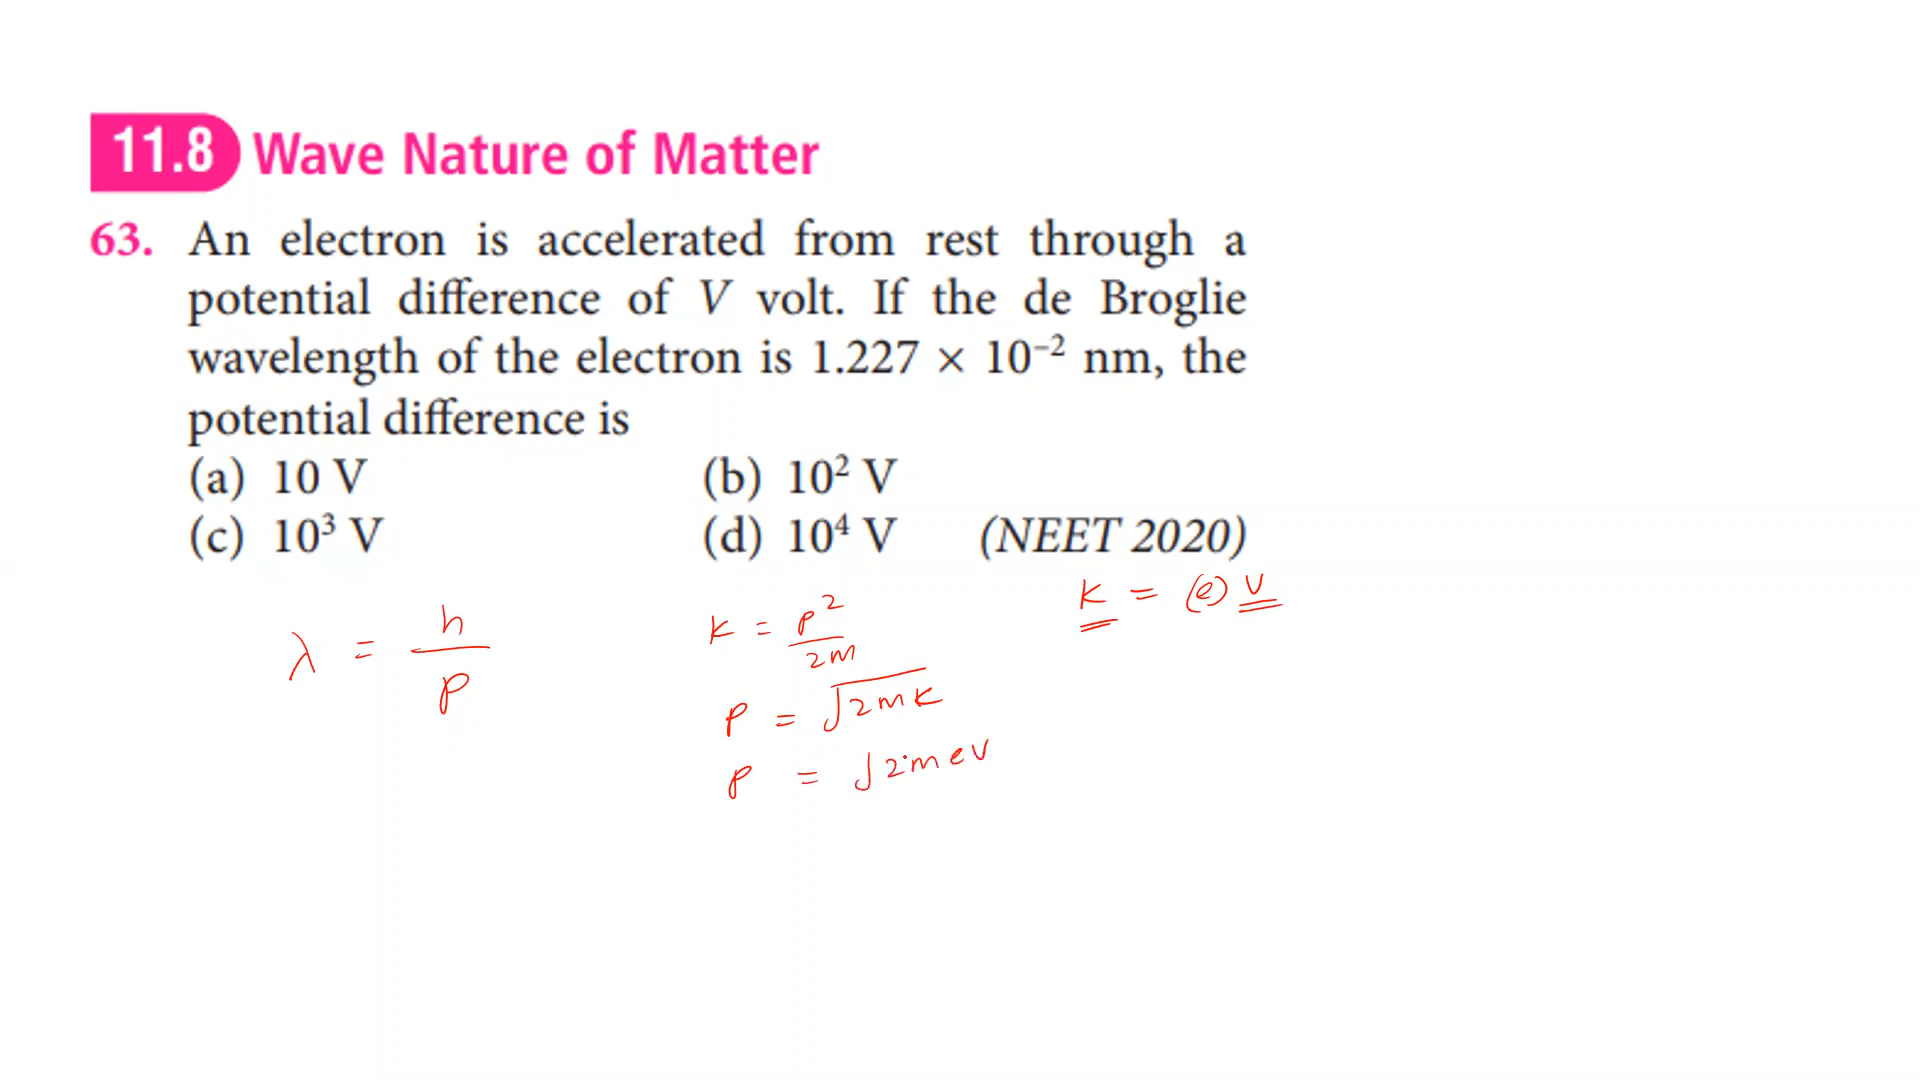 11.8 Wave Nature of Matter
63. An electron is accelerated from rest through a
potential difference of V volt. If the de Broglie
wavelength of the electron is 1.227 × 10⁻² nm, the
potential difference is
(a) 10 V (b) 10² V
(c) 10³ V (d) 10⁴ V (NEET 2020)
λ = h/p
K = p²/2m
K = (e) V
P = √2mK
P = √2meV